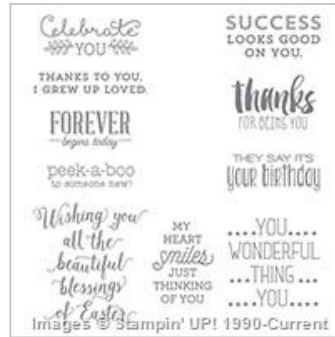 Celebrate
YOU
THANKS TO YOU,
I GREW UP LOVED.
FOREVER
begins today
peek-a-boo
to someone new!
Wishing you
all the
beautiful
blessings
of Easter
SUCCESS
LOOKS GOOD
ON YOU.
thanks
FOR BEING YOU
THEY SAY IT'S
your birthday
MY
HEART
smiles
JUST
THINKING
OF YOU
....YOU....
WONDERFUL
...THING...
....YOU....
Images © Stampin' UP! 1990-Current